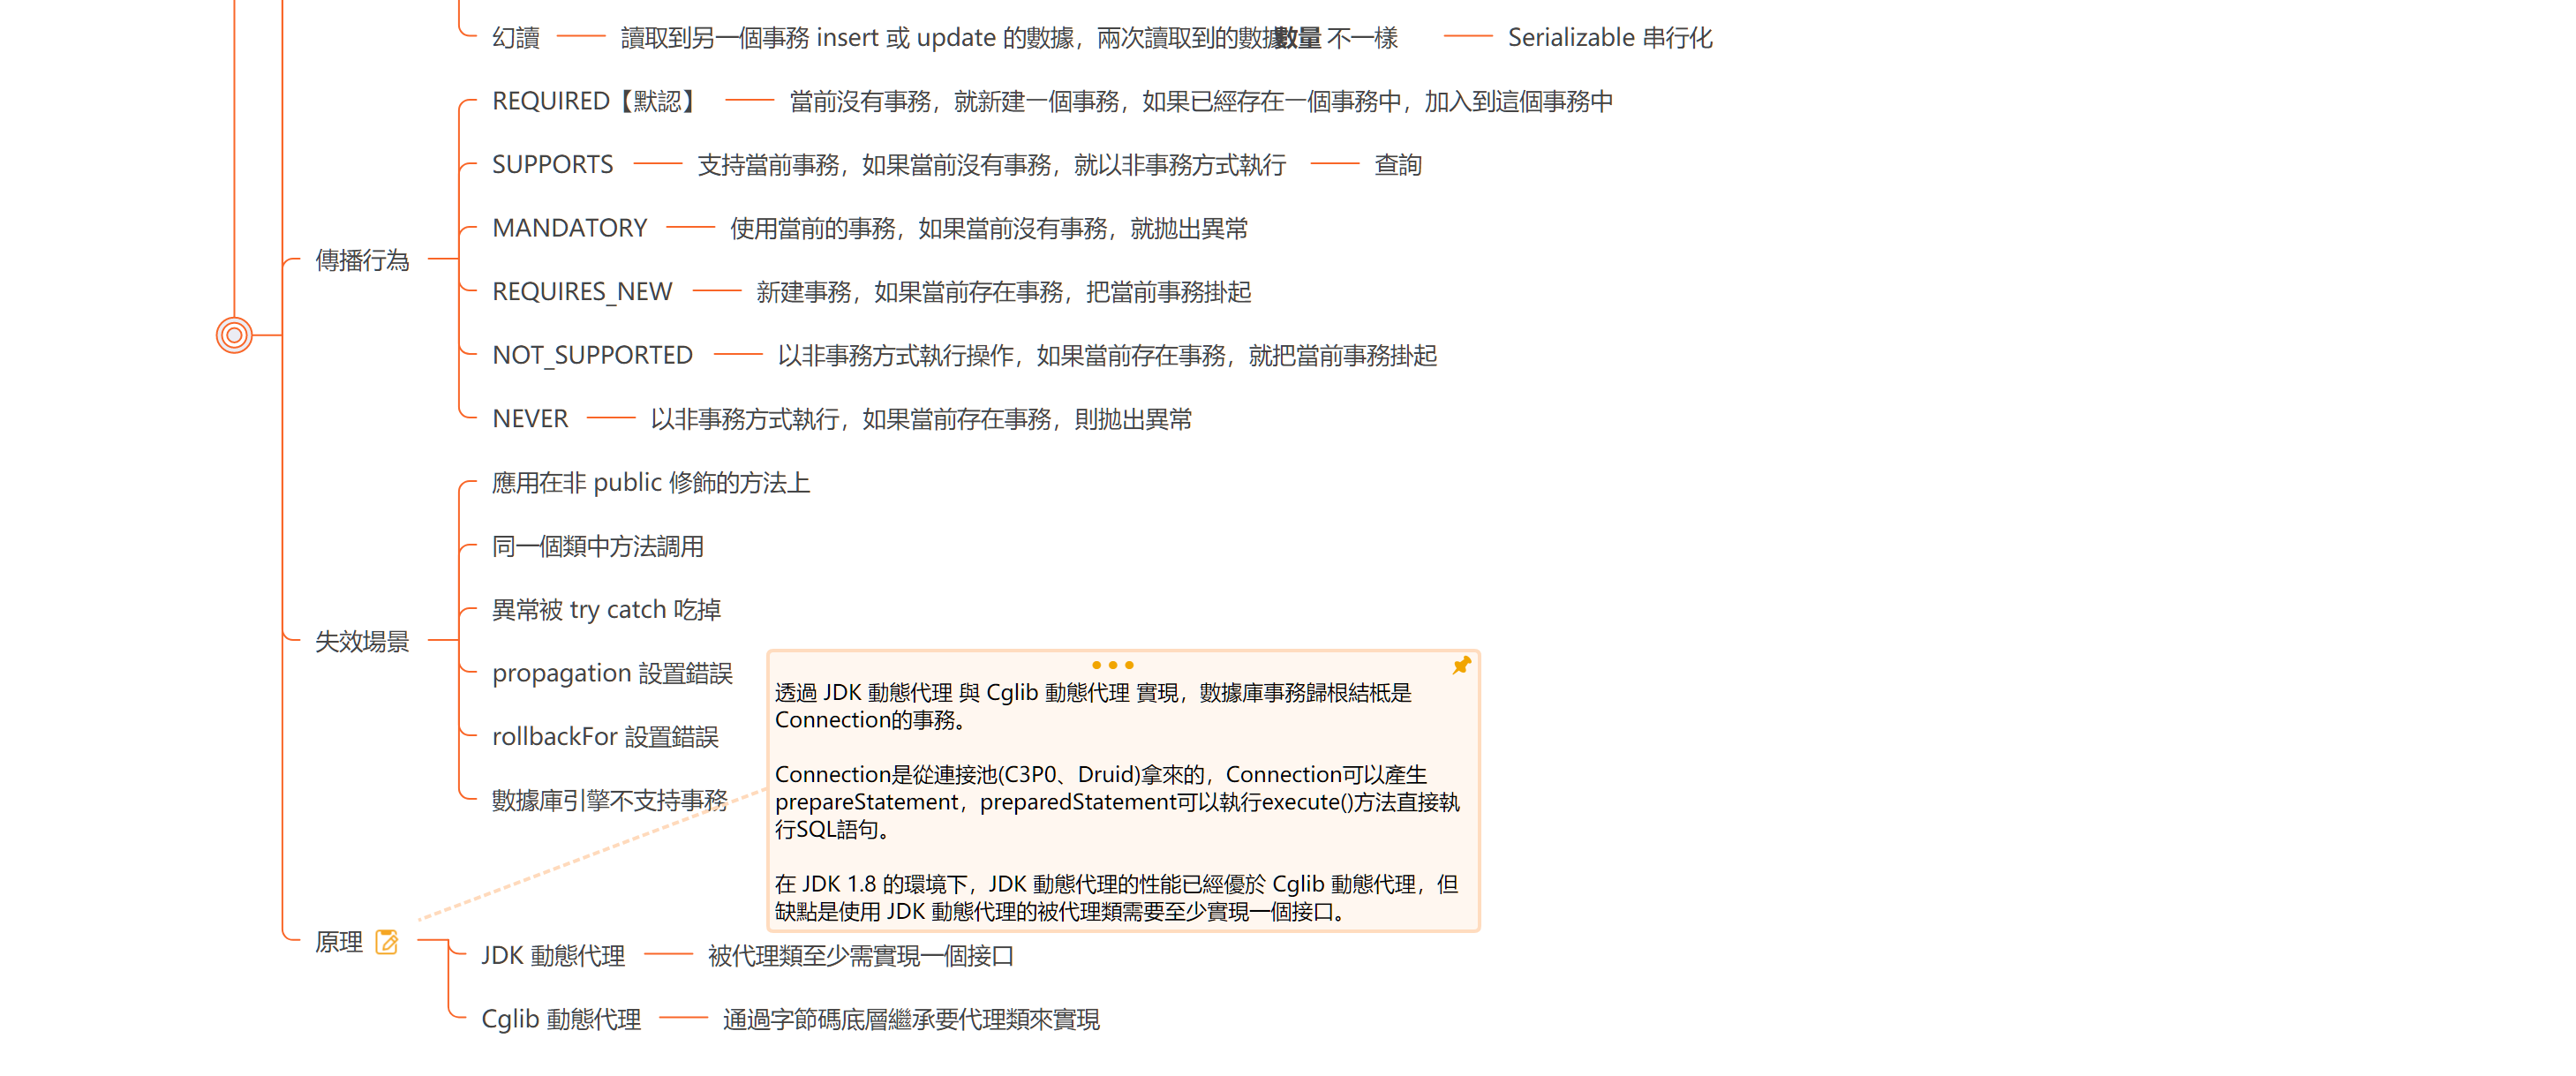 幻讀
讀取到另一個事務 insert 或 update 的數據，兩次讀取到的數據數量 不一樣
Serializable 串行化
REQUIRED【默認】
當前沒有事務，就新建一個事務，如果已經存在一個事務中，加入到這個事務中
SUPPORTS
支持當前事務，如果當前沒有事務，就以非事務方式執行
查詢
MANDATORY
使用當前的事務，如果當前沒有事務，就拋出異常
傳播行為
REQUIRES_NEW
新建事務，如果當前存在事務，把當前事務掛起
NOT_SUPPORTED
以非事務方式執行操作，如果當前存在事務，就把當前事務掛起
NEVER
以非事務方式執行，如果當前存在事務，則拋出異常
應用在非 public 修飾的方法上
同一個類中方法調用
異常被 try catch 吃掉
失效場景
propagation 設置錯誤
rollbackFor 設置錯誤
數據庫引擎不支持事務
透過 JDK 動態代理 與 Cglib 動態代理 實現，數據庫事務歸根結柢是
Connection的事務。
Connection是從連接池(C3P0、Druid)拿來的，Connection可以產生
prepareStatement，preparedStatement可以執行execute()方法直接執
行SQL語句。
在 JDK 1.8 的環境下，JDK 動態代理的性能已經優於 Cglib 動態代理，但
缺點是使用 JDK 動態代理的被代理類需要至少實現一個接口。
原理
JDK 動態代理
被代理類至少需實現一個接口
Cglib 動態代理
通過字節碼底層繼承要代理類來實現